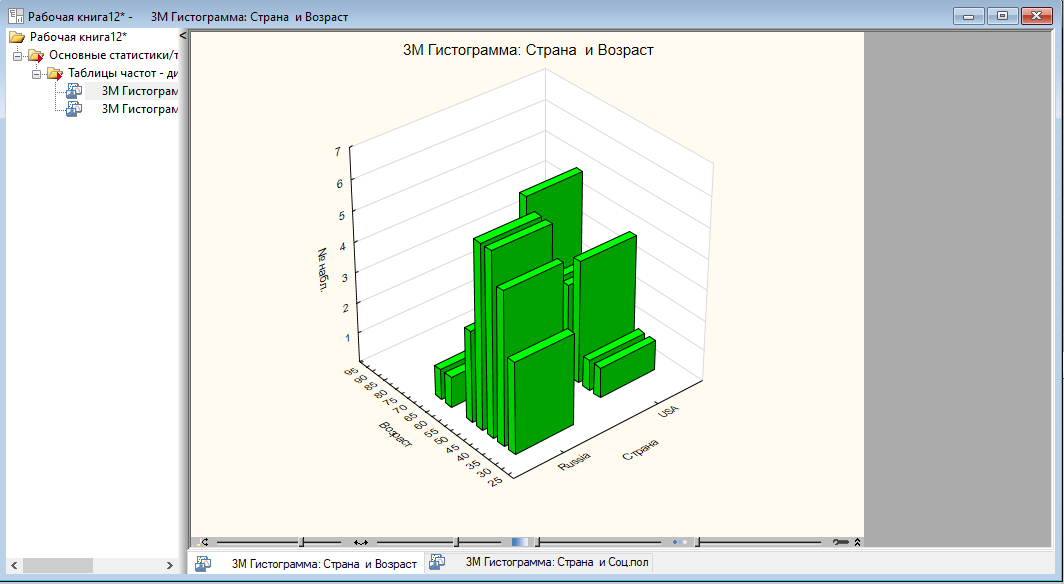 Рабочая книга12* - 3М Гистограмма: Страна и Возраст
Рабочая книга12*
Основные статистики/т
Таблицы частот - ди
3М Гистограм
3М Гистограм
<
3М Гистограмма: Страна и Возраст
7
6
5
4
3
2
1
№ набл.
95
90
85
80
75
70
65
60
55
50
45
40
35
30
25
Возраст
Russia
USA
Страна
3М Гистограмма: Страна и Возраст
3М Гистограмма: Страна и Соц.пол